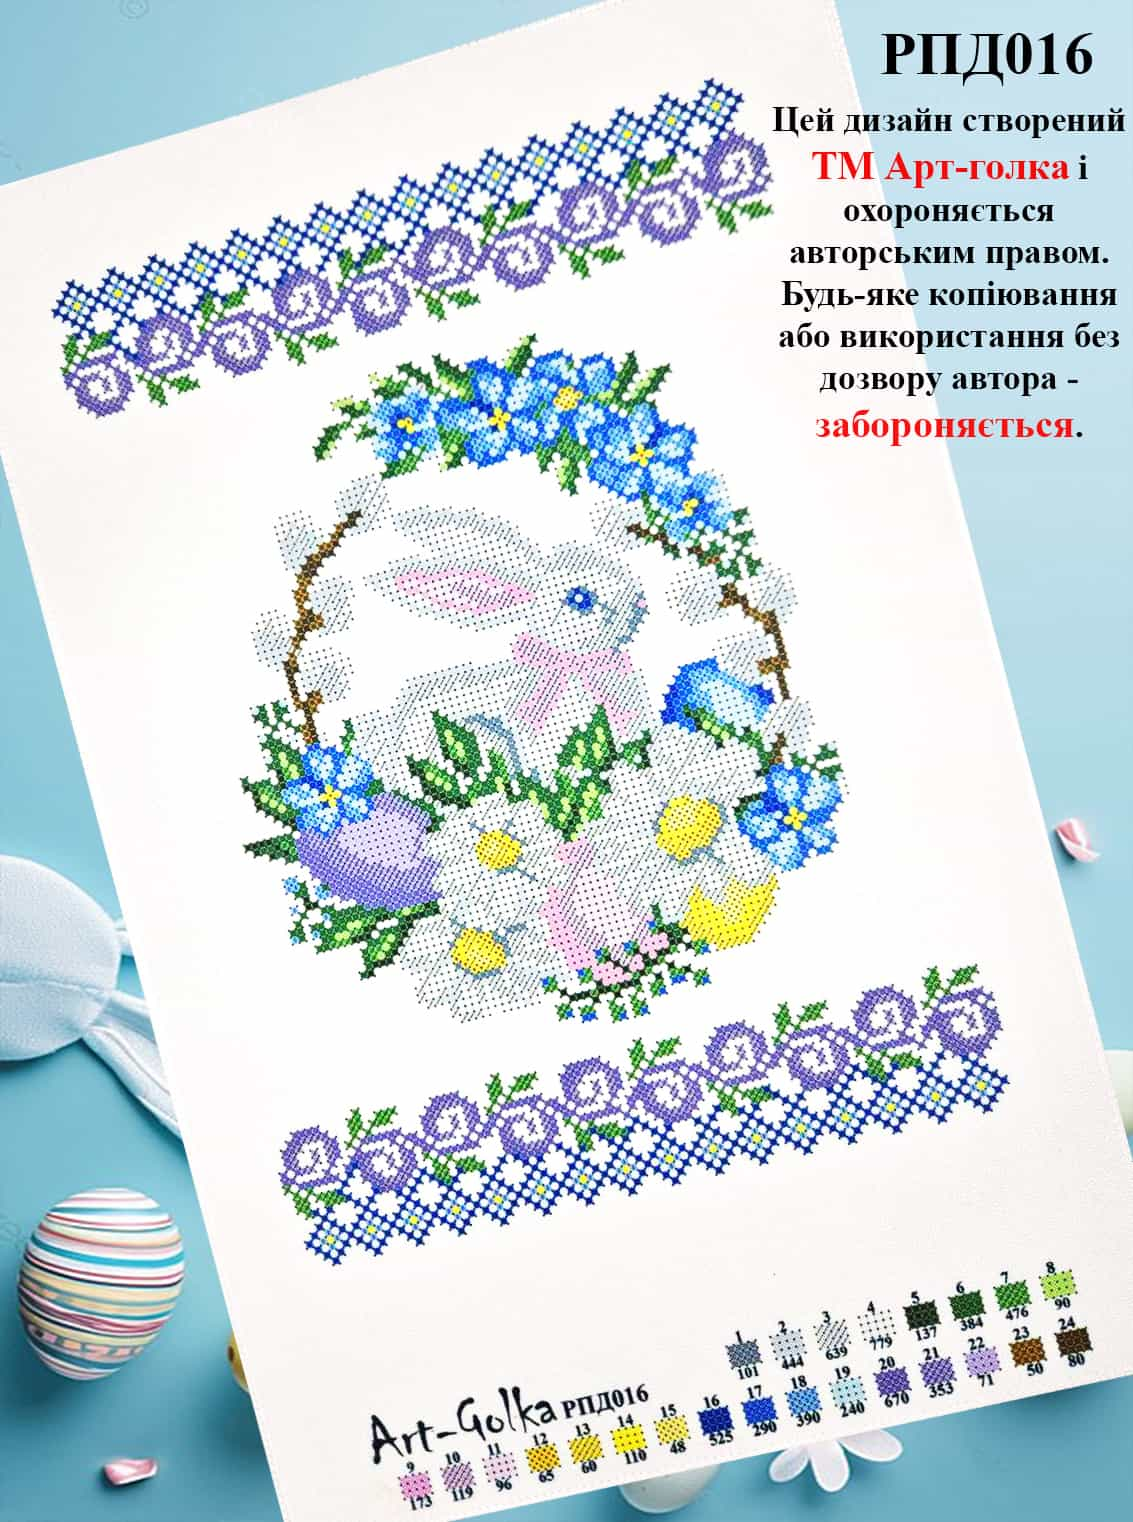 РПД016
Цей дизайн створений
ТМ Арт-голка і
охороняється
авторським правом.
Будь-яке копіювання
або використання без
дозвору автора -
забороняється.
1 2 3 4 5 6 7 8
101 444 639 779 137 384 476 90
Art-Golka РПД016
9 10 11 12 13 14 15 16 17 18 19 20 21 22 23 24
173 119 96 65 60 110 48 525 290 390 240 670 353 71 50 80